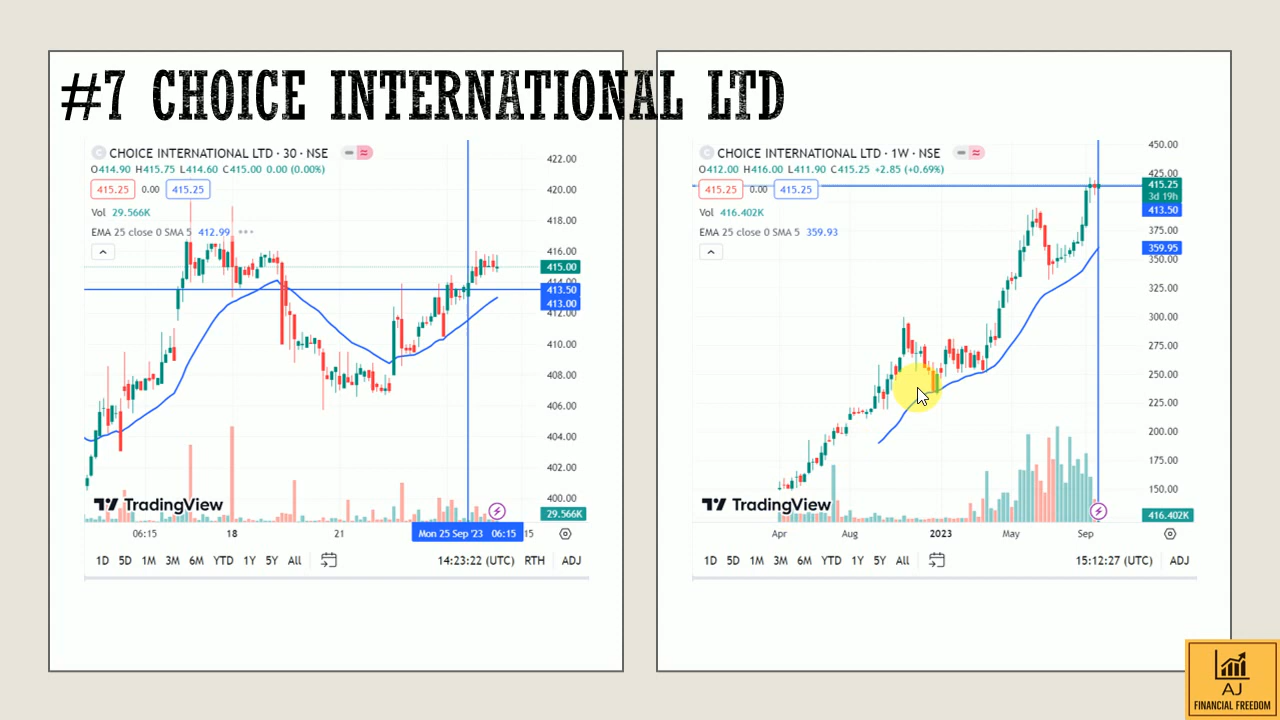 #7 CHOICE INTERNATIONAL LTD
CHOICE INTERNATIONAL LTD · 30 · NSE
O414.90 H415.75 L414.60 C415.00 0.00 (0.00%)
415.25 0.00 415.25
Vol 29.566K
EMA 25 close 0 SMA 5 412.99
422.00
420.00
418.00
416.00
415.00
414.00
413.50
413.00
412.00
410.00
408.00
406.00
404.00
402.00
400.00
29.566K
TradingView
06:15 18 21 Mon 25 Sep '23 06:15 :15
1D 5D 1M 3M 6M YTD 1Y 5Y All 14:23:22 (UTC) RTH ADJ
CHOICE INTERNATIONAL LTD · 1W · NSE
O412.00 H416.00 L411.90 C415.25 +2.85 (+0.69%)
415.25 0.00 415.25
Vol 416.402K
EMA 25 close 0 SMA 5 359.93
450.00
425.00
415.25
3d 19h
413.50
375.00
359.95
350.00
325.00
300.00
275.00
250.00
225.00
200.00
175.00
150.00
416.402K
TradingView
Apr Aug 2023 May Sep
1D 5D 1M 3M 6M YTD 1Y 5Y All 15:12:27 (UTC) ADJ
AJ
FINANCIAL FREEDOM